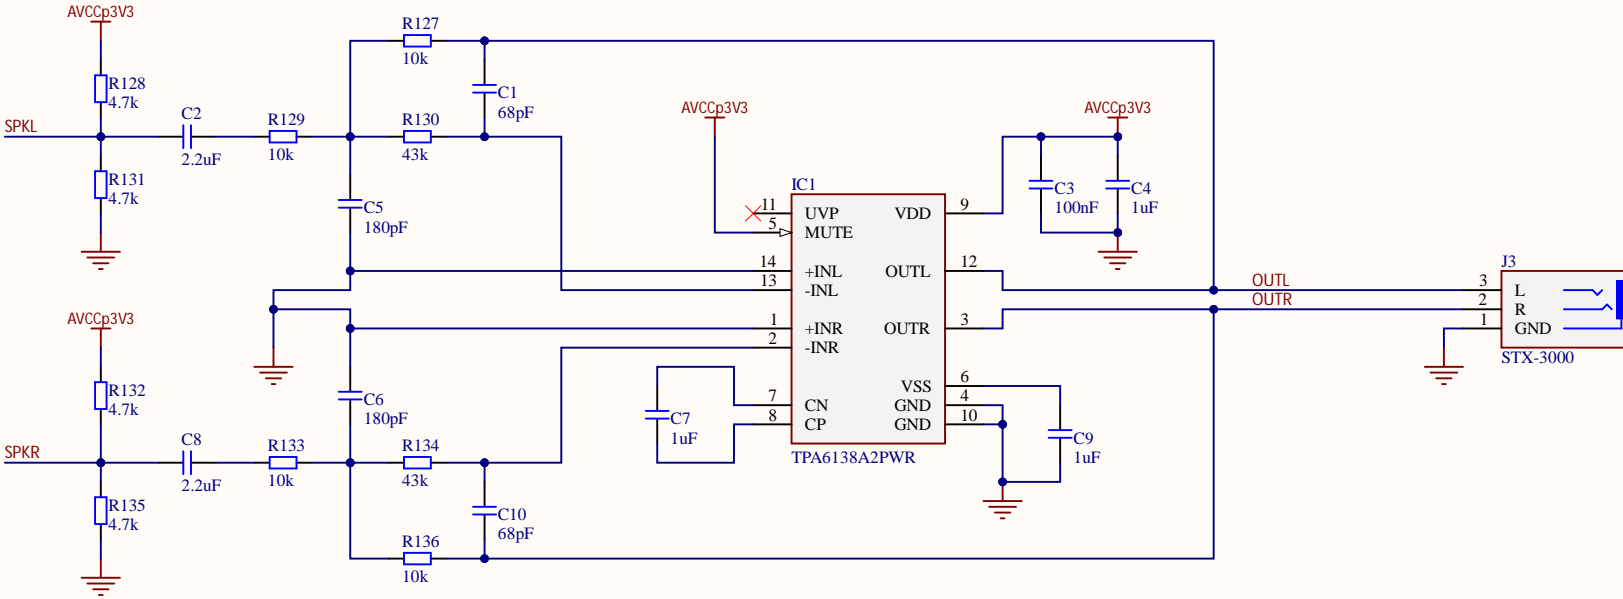 AVCCp3V3
R128
4.7k
SPKL
R131
4.7k
C2
2.2uF
R129
10k
R127
10k
R130
43k
C1
68pF
C5
180pF
AVCCp3V3
AVCCp3V3
C3
100nF
C4
1uF
IC1
11 UVP VDD 9
5 MUTE
14 +INL OUTL 12
13 -INL
1 +INR OUTR 3
2 -INR
VSS 6
7 CN GND 4
8 CP GND 10
TPA6138A2PWR
C7
1uF
C9
1uF
OUTL
OUTR
J3
3 L
2 R
1 GND
STX-3000
AVCCp3V3
R132
4.7k
SPKR
R135
4.7k
C8
2.2uF
R133
10k
C6
180pF
R134
43k
C10
68pF
R136
10k